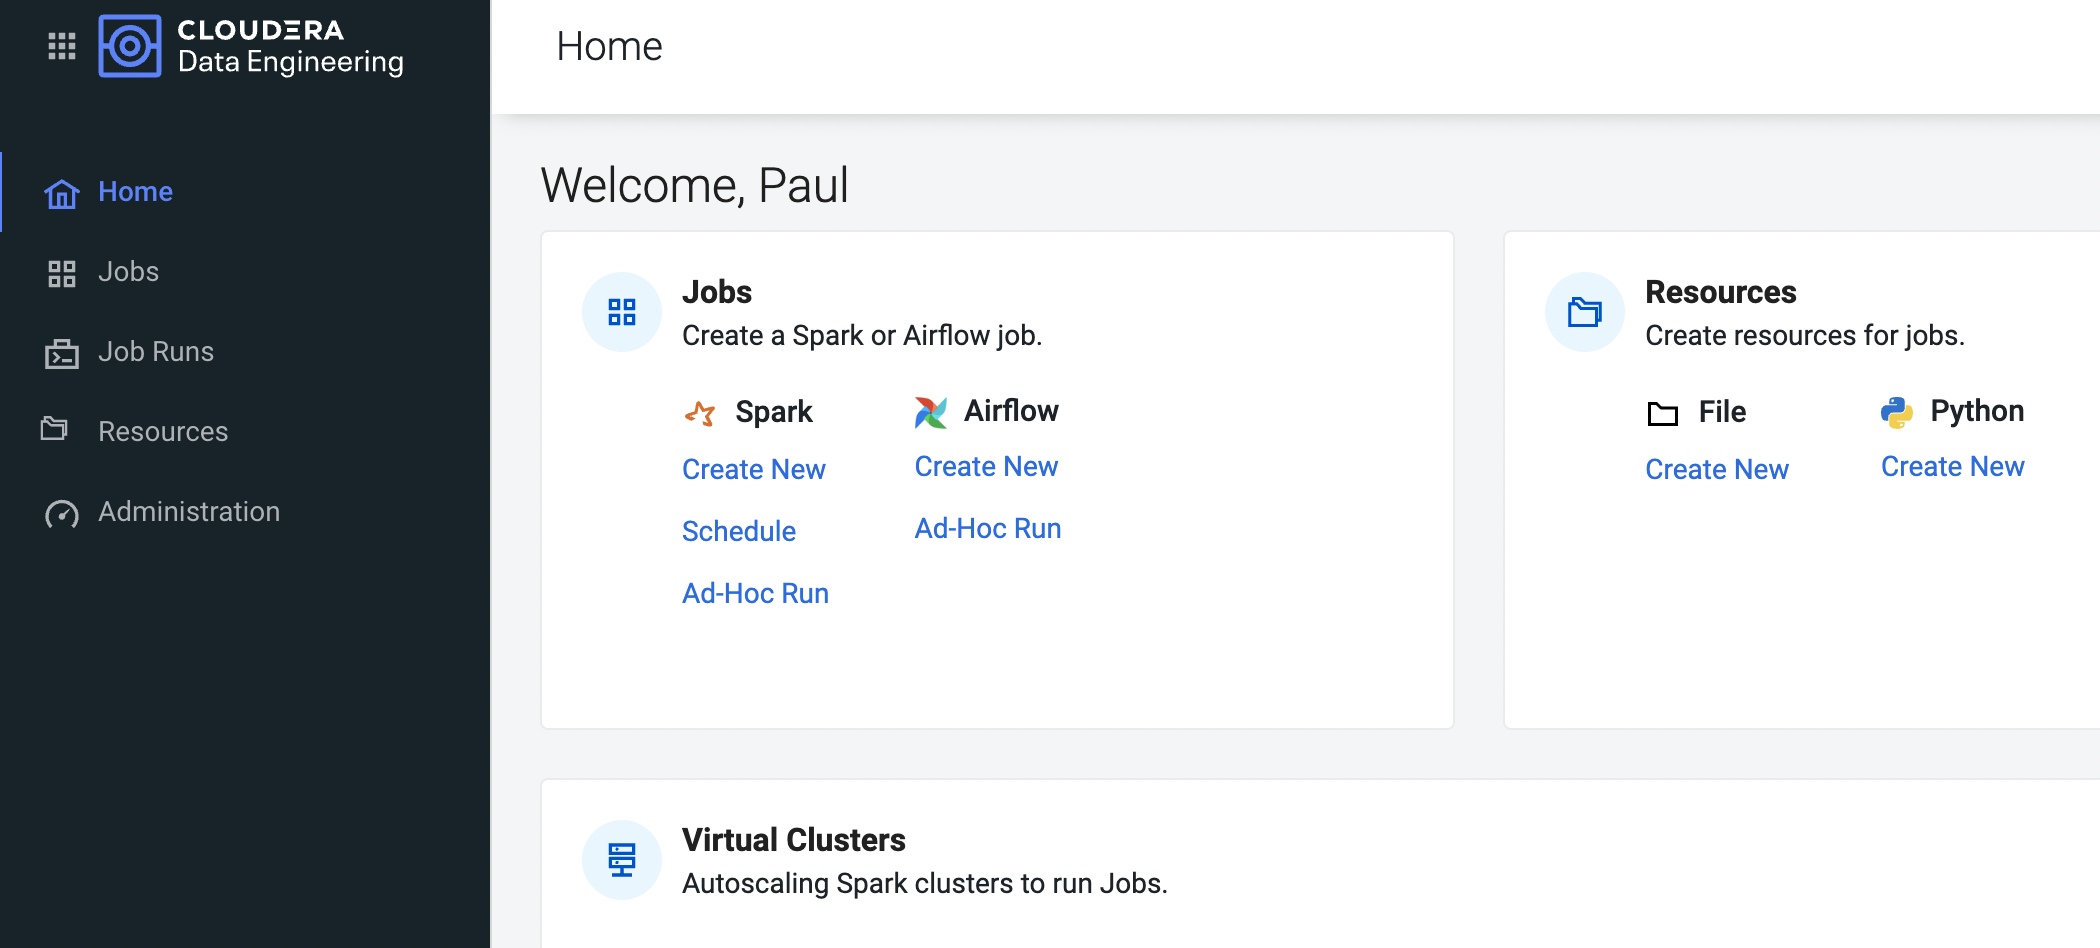 CLOUDERA
Data Engineering
Home
Jobs
Job Runs
Resources
Administration
Home
Welcome, Paul
Jobs
Create a Spark or Airflow job.
Spark
Create New
Schedule
Ad-Hoc Run
Airflow
Create New
Ad-Hoc Run
Resources
Create resources for jobs.
File
Create New
Python
Create New
Virtual Clusters
Autoscaling Spark clusters to run Jobs.